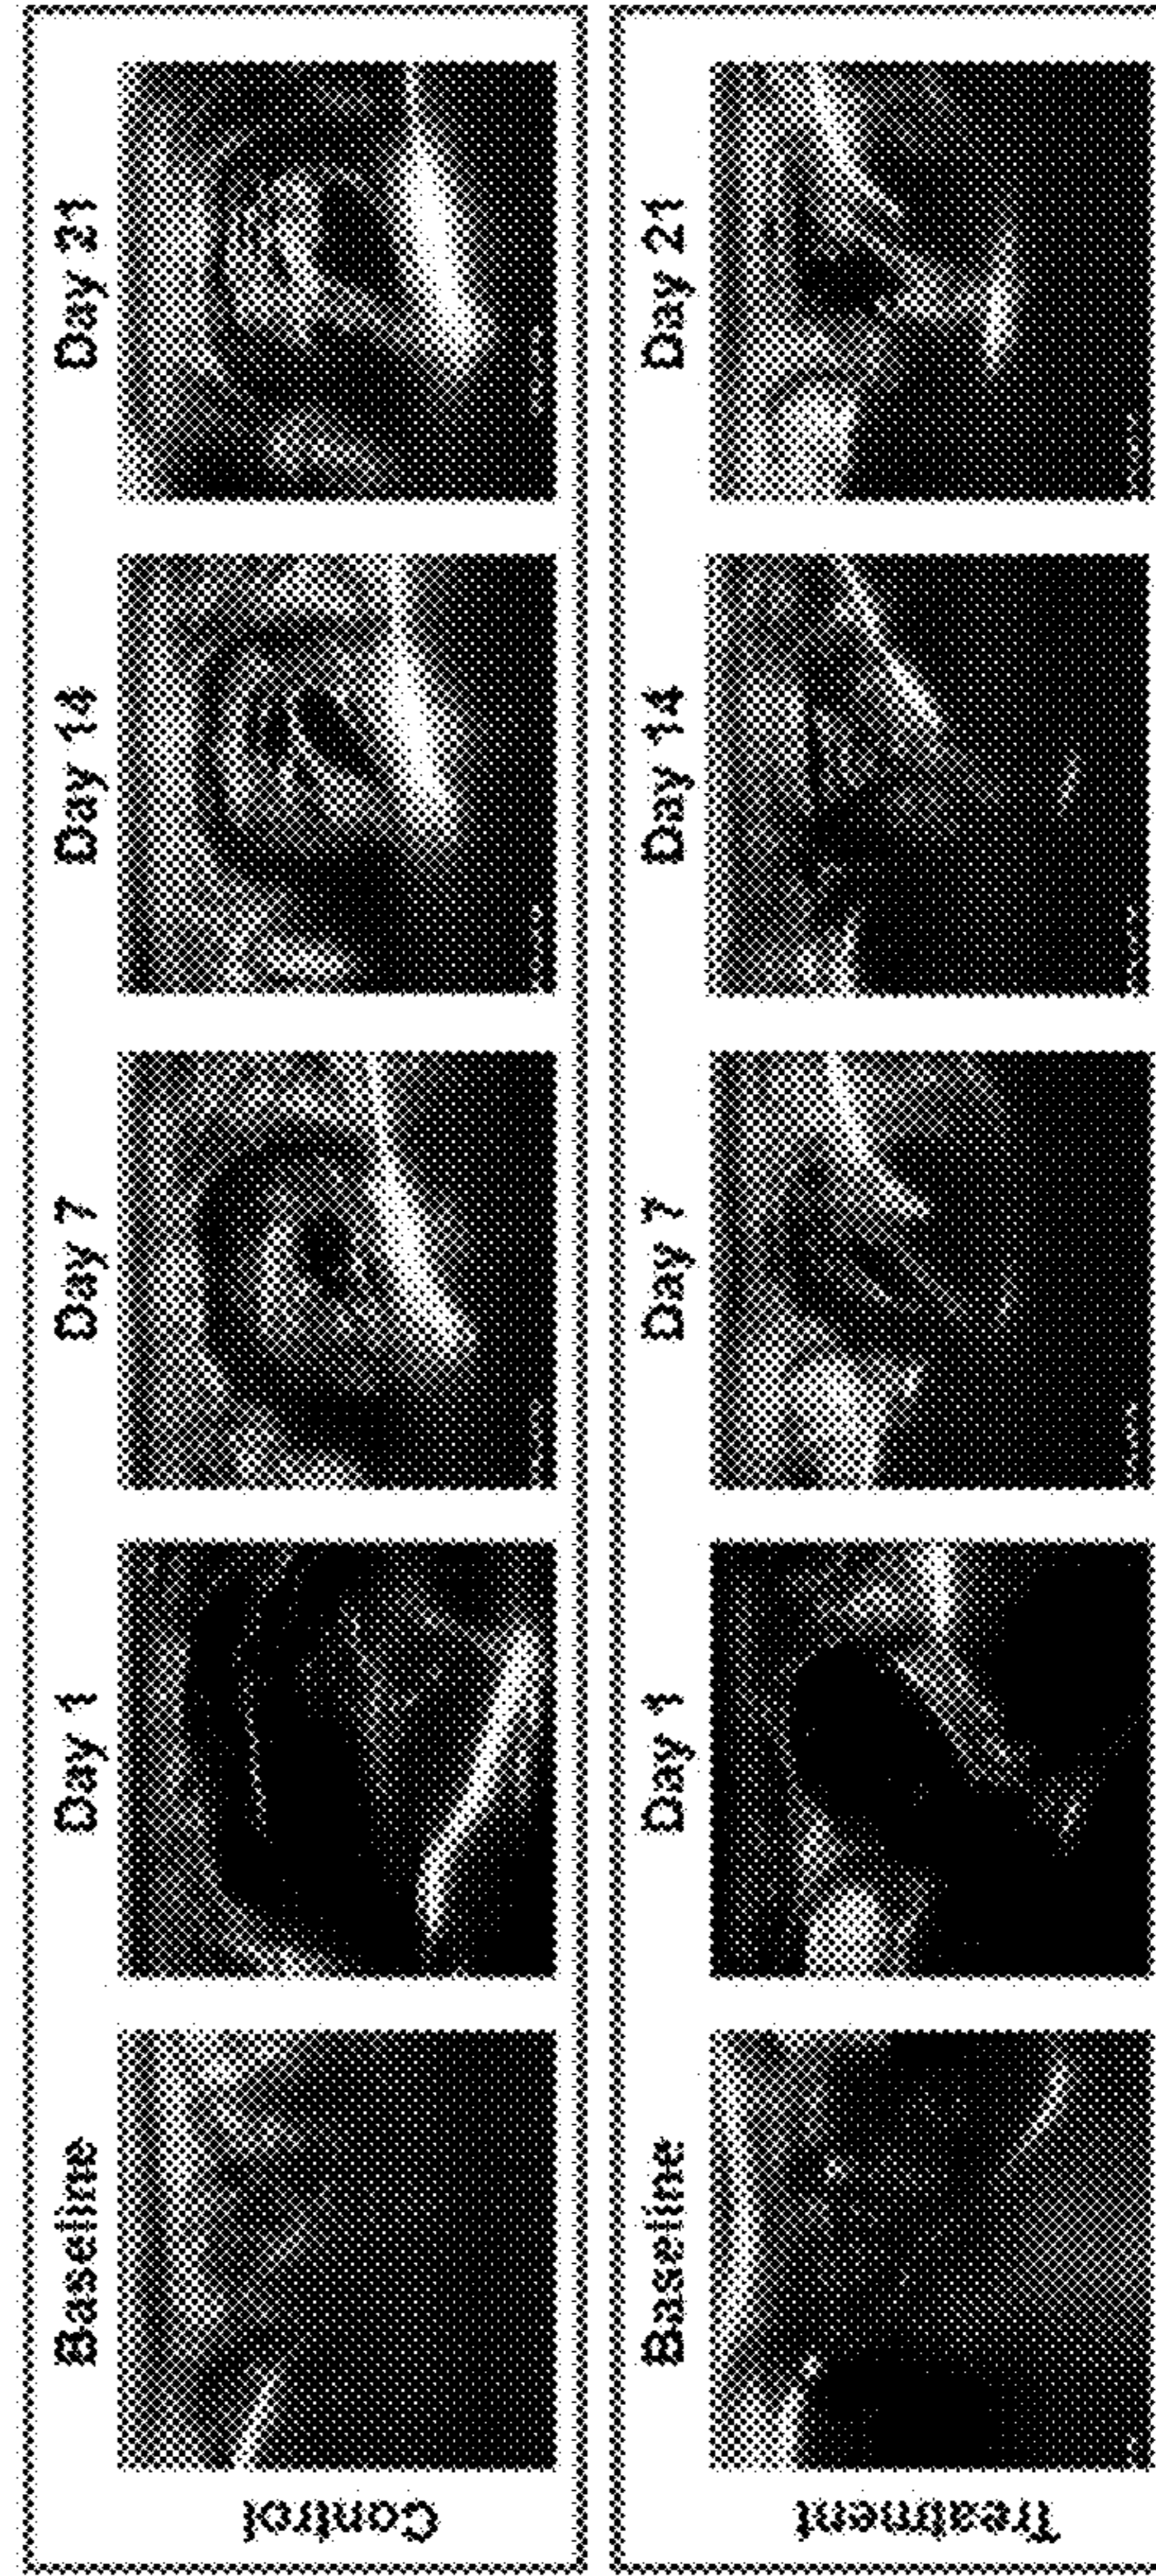 Control
Baseline
Day 1
Day 7
Day 14
Day 21
Treatment
Baseline
Day 1
Day 7
Day 14
Day 21